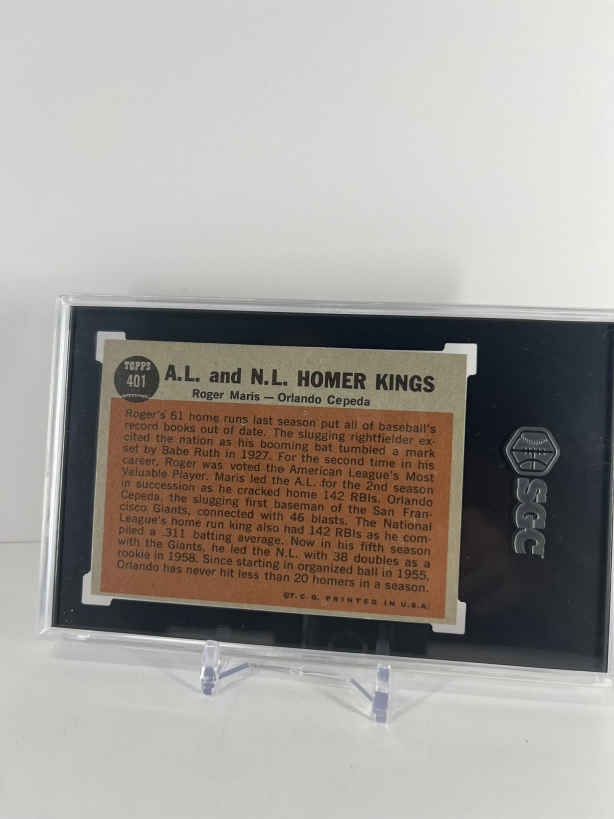 TOPPS
401
A.L. and N.L. HOMER KINGS
Roger Maris — Orlando Cepeda
Roger's 61 home runs last season put all of baseball's
record books out of date. The slugging rightfielder ex-
cited the nation as his booming bat tumbled a mark
set by Babe Ruth in 1927. For the second time in his
career, Roger was voted the American League's Most
Valuable Player. Maris led the A.L. for the 2nd season
in succession as he cracked home 142 RBIs. Orlando
Cepeda, the slugging first baseman of the San Fran-
cisco Giants, connected with 46 blasts. The National
League's home run king also had 142 RBIs as he com-
piled a .311 batting average. Now in his fifth season
with the Giants, he led the N.L. with 38 doubles as a
rookie in 1958. Since starting in organized ball in 1955,
Orlando has never hit less than 20 homers in a season.
©T.C.G. PRINTED IN U.S.A.
SGC